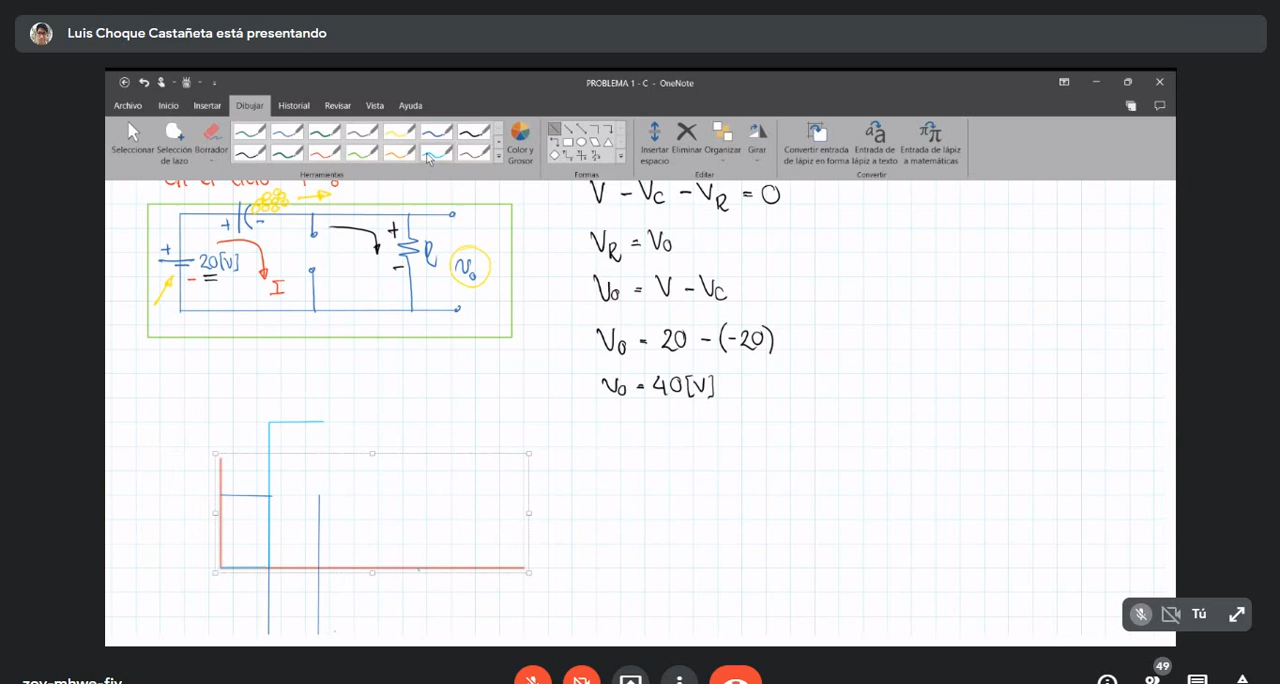 Luis Choque Castañeta está presentando
PROBLEMA 1 - C - OneNote
Archivo Inicio Insertar Dibujar Historial Revisar Vista Ayuda
Seleccionar Selección de lazo Borrador Color y Grosor Insertar espacio Eliminar Organizar Girar Convertir entrada de lápiz en forma Entrada de lápiz a texto Entrada de lápiz a matemáticas
Herramientas Formas Editar Convertir
V - VC - VR = 0
+ -
+
VR = V0
+ 20[V] R V0
- -
I
V0 = V - VC
V0 = 20 - (-20)
V0 = 40[V]
Tú
49